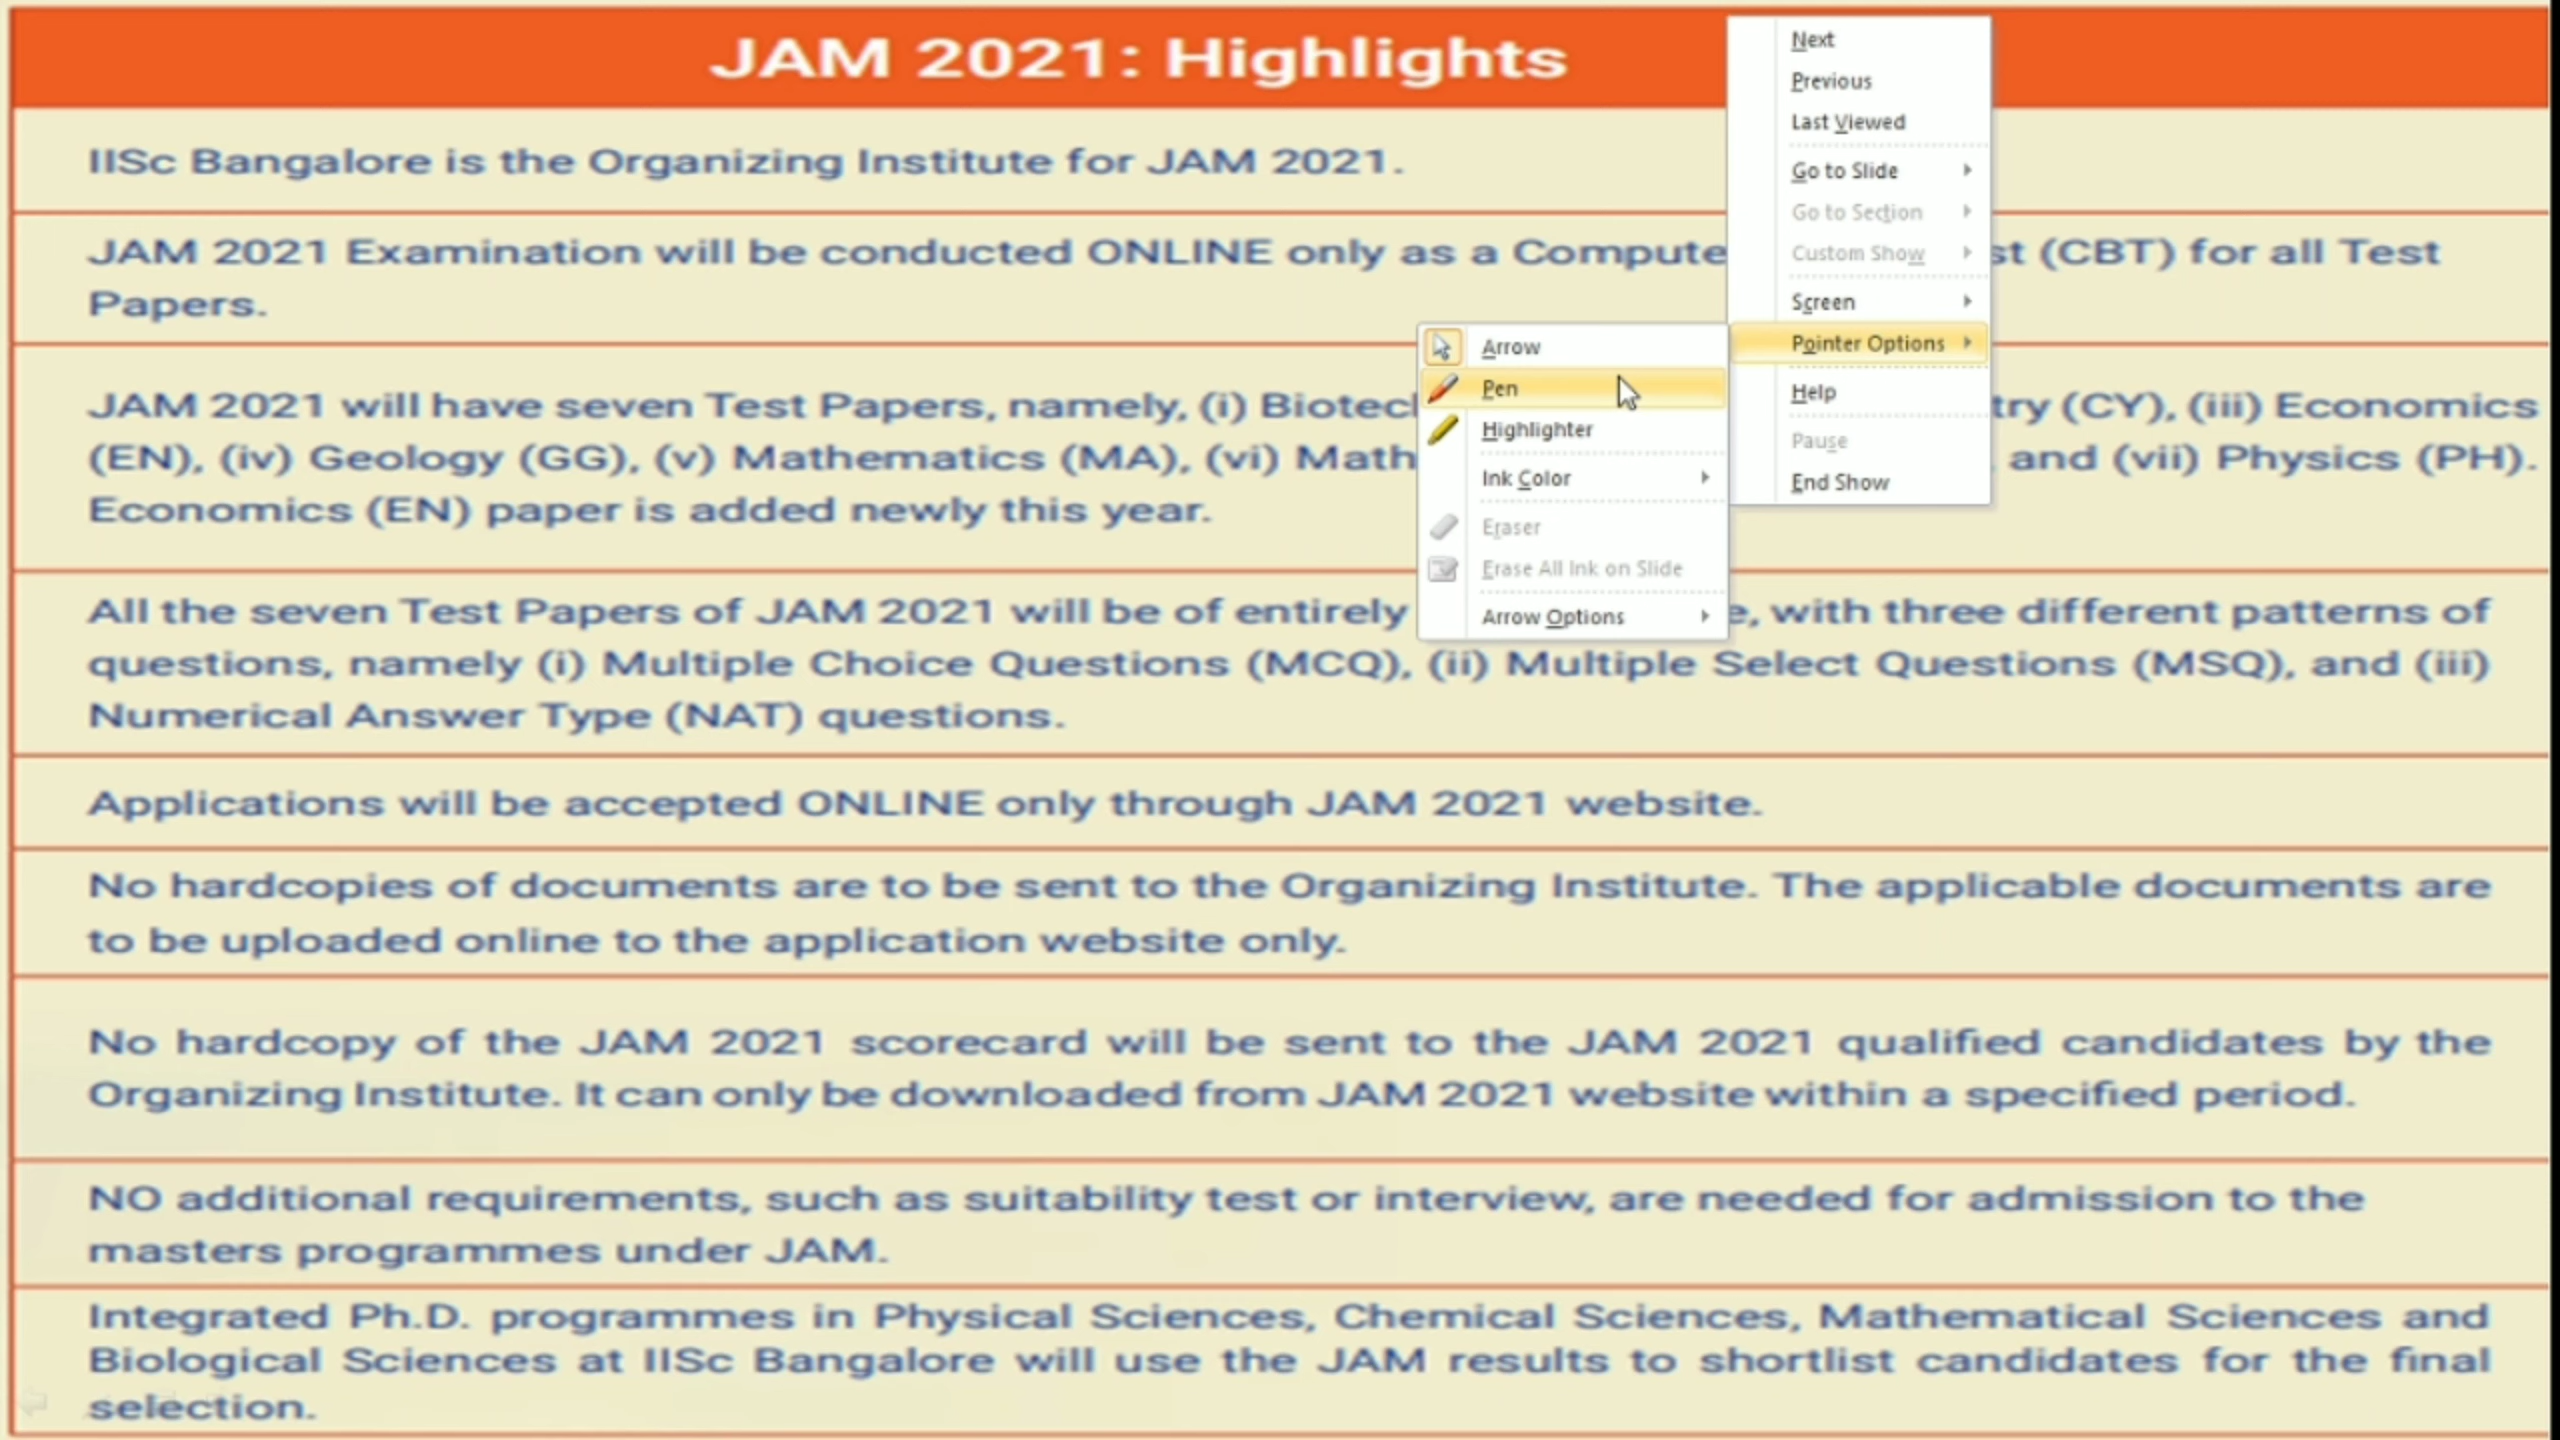 JAM 2021: Highlights
IISc Bangalore is the Organizing Institute for JAM 2021.
JAM 2021 Examination will be conducted ONLINE only as a Compute st (CBT) for all Test
Papers.
JAM 2021 will have seven Test Papers, namely, (i) Biotec try (CY), (iii) Economics
(EN), (iv) Geology (GG), (v) Mathematics (MA), (vi) Math and (vii) Physics (PH).
Economics (EN) paper is added newly this year.
All the seven Test Papers of JAM 2021 will be of entirely e, with three different patterns of
questions, namely (i) Multiple Choice Questions (MCQ), (ii) Multiple Select Questions (MSQ), and (iii)
Numerical Answer Type (NAT) questions.
Applications will be accepted ONLINE only through JAM 2021 website.
No hardcopies of documents are to be sent to the Organizing Institute. The applicable documents are
to be uploaded online to the application website only.
No hardcopy of the JAM 2021 scorecard will be sent to the JAM 2021 qualified candidates by the
Organizing Institute. It can only be downloaded from JAM 2021 website within a specified period.
NO additional requirements, such as suitability test or interview, are needed for admission to the
masters programmes under JAM.
Integrated Ph.D. programmes in Physical Sciences, Chemical Sciences, Mathematical Sciences and
Biological Sciences at IISc Bangalore will use the JAM results to shortlist candidates for the final
selection.
Next
Previous
Last Viewed
Go to Slide
Go to Section
Custom Show
Screen
Pointer Options
Help
Pause
End Show
Arrow
Pen
Highlighter
Ink Color
Eraser
Erase All Ink on Slide
Arrow Options